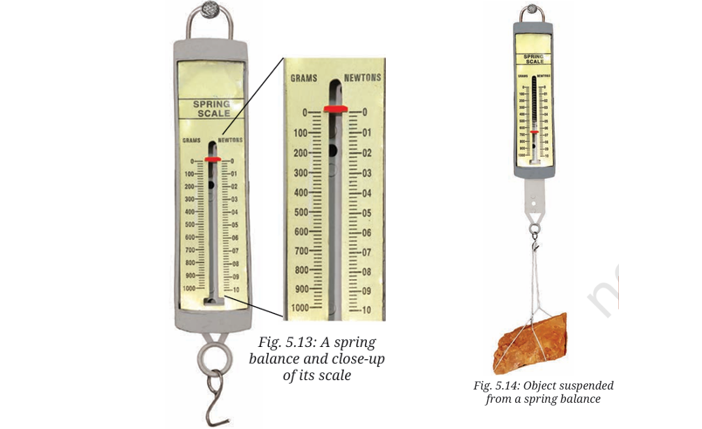 SPRING
SCALE
GRAMS NEWTONS
0 0
100 01
200 02
300 03
400 04
500 05
600 06
700 07
800 08
900 09
1000 10
GRAMS NEWTONS
0 0
100 01
200 02
300 03
400 04
500 05
600 06
700 07
800 08
900 09
1000 10
Fig. 5.13: A spring
balance and close-up
of its scale
SPRING
SCALE
GRAMS NEWTONS
Fig. 5.14: Object suspended
from a spring balance